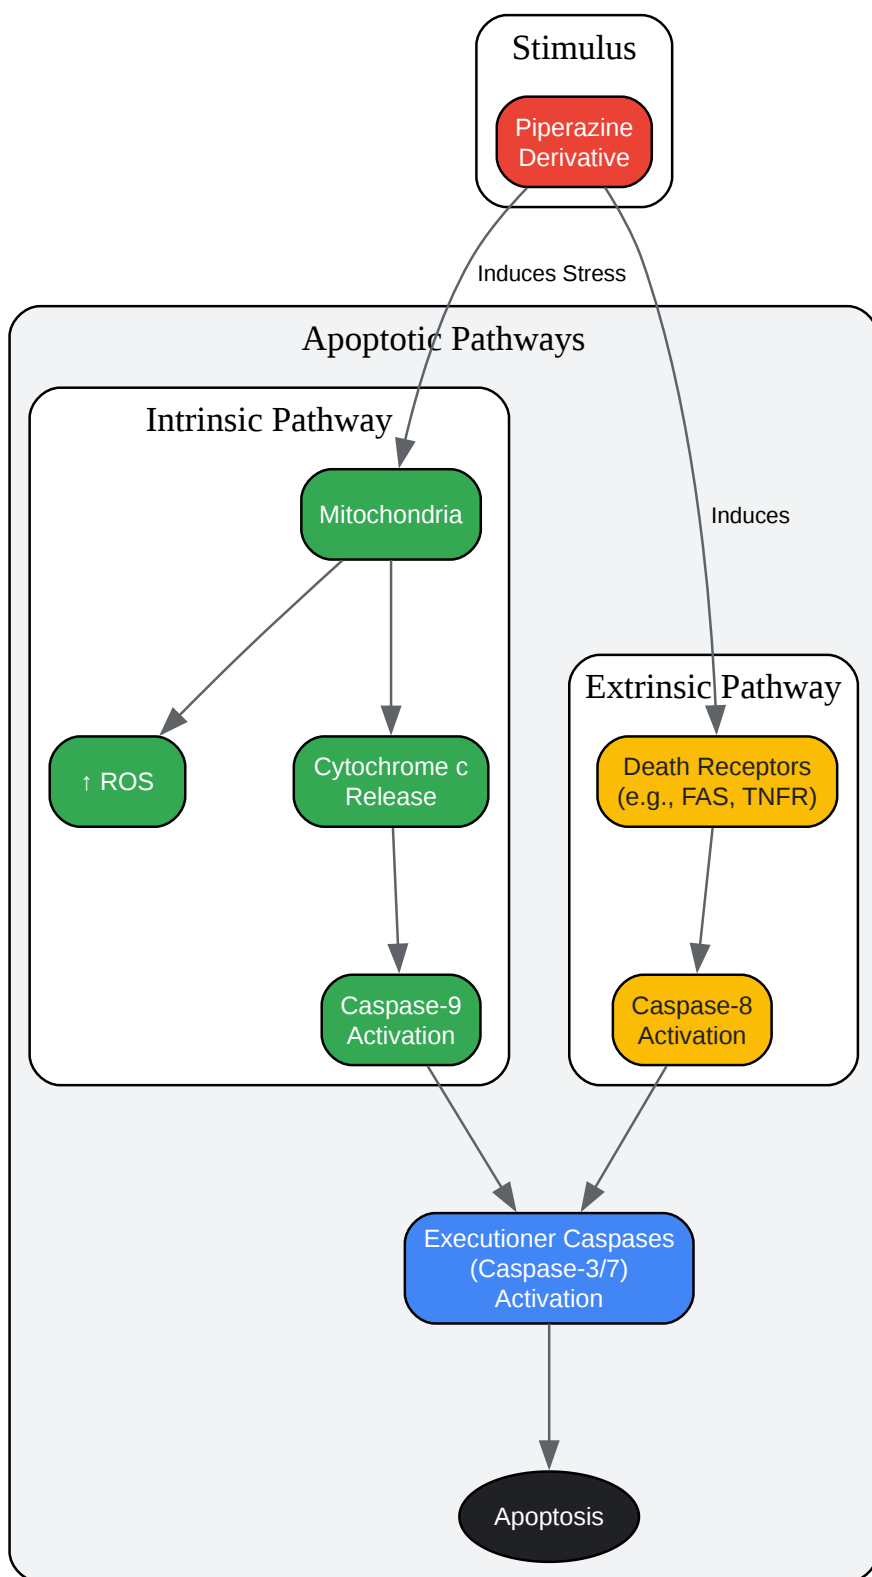 Stimulus
Piperazine
Derivative
Induces Stress
Apoptotic Pathways
Intrinsic Pathway
Mitochondria
Induces
Extrinsic Pathway
↑ ROS
Cytochrome c
Release
Death Receptors
(e.g., FAS, TNFR)
Caspase-9
Activation
Caspase-8
Activation
Executioner Caspases
(Caspase-3/7)
Activation
Apoptosis